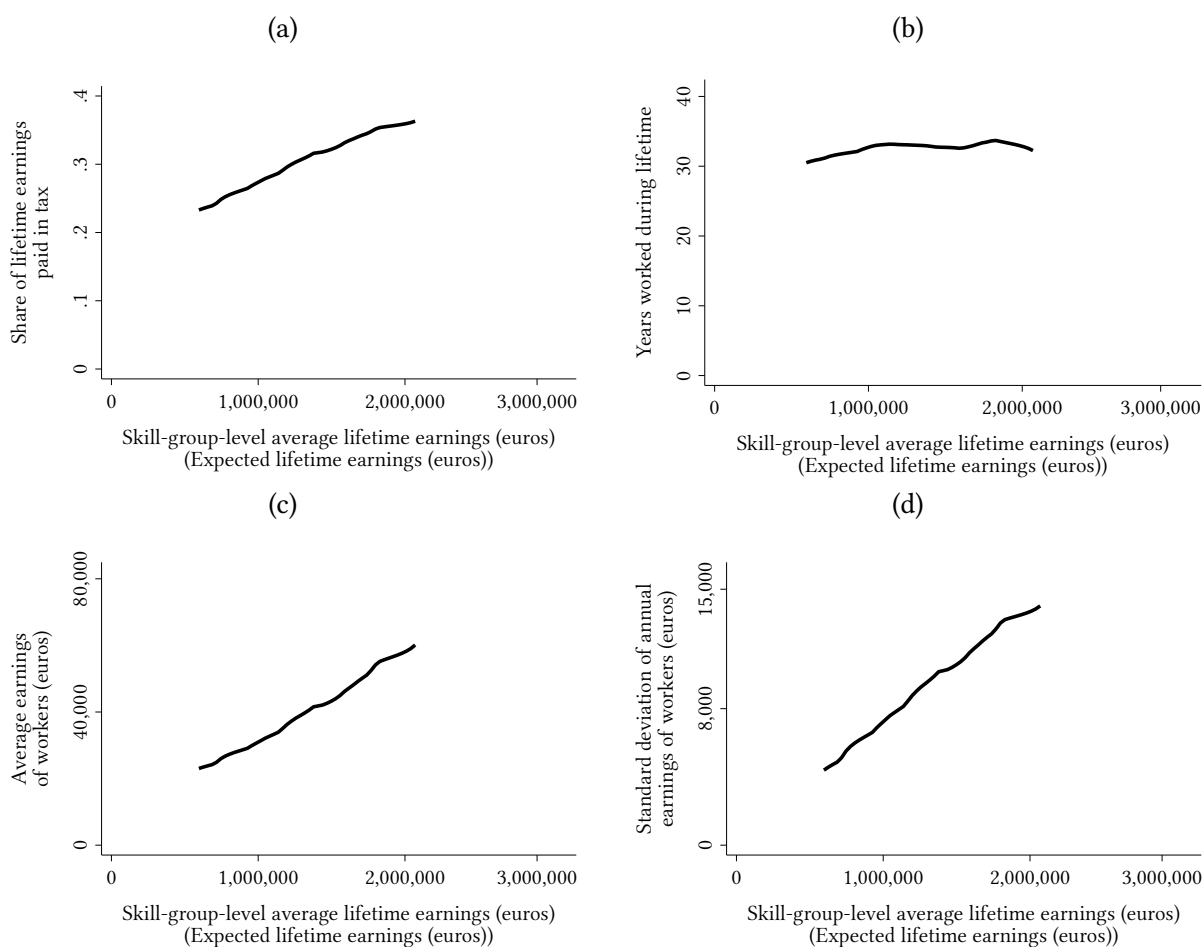 (a)
.4
.3
.2
.1
0
Share of lifetime earnings
paid in tax
0 1,000,000 2,000,000 3,000,000
Skill-group-level average lifetime earnings (euros)
(Expected lifetime earnings (euros))
(b)
40
30
20
10
0
Years worked during lifetime
0 1,000,000 2,000,000 3,000,000
Skill-group-level average lifetime earnings (euros)
(Expected lifetime earnings (euros))
(c)
80,000
40,000
0
Average earnings
of workers (euros)
0 1,000,000 2,000,000 3,000,000
Skill-group-level average lifetime earnings (euros)
(Expected lifetime earnings (euros))
(d)
15,000
8,000
0
Standard deviation of annual
earnings of workers (euros)
0 1,000,000 2,000,000 3,000,000
Skill-group-level average lifetime earnings (euros)
(Expected lifetime earnings (euros))